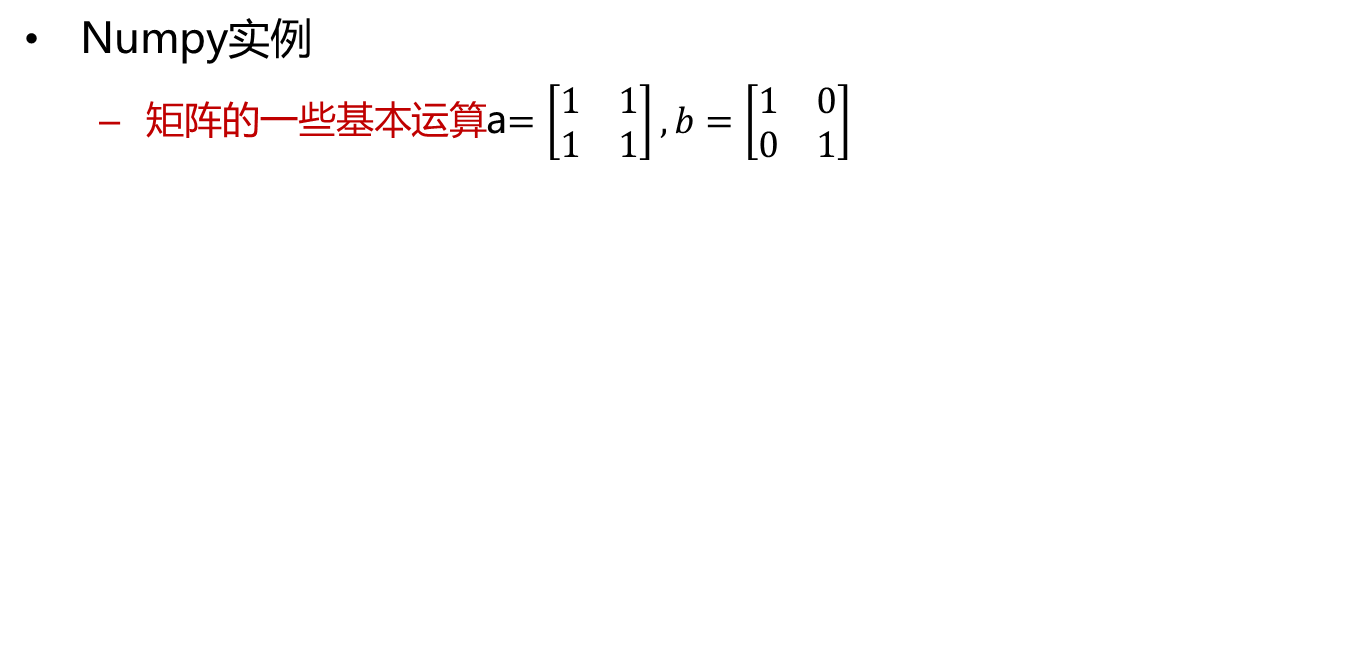 • Numpy实例
– 矩阵的一些基本运算a= [1 1; 1 1] , b = [1 0; 0 1]